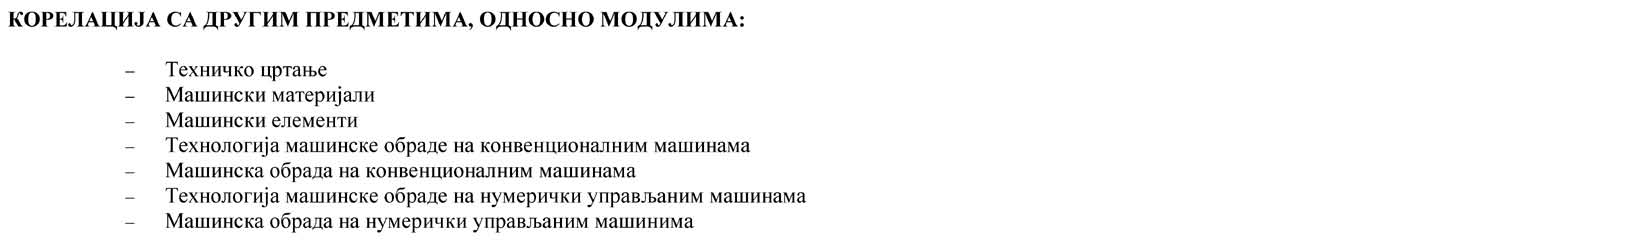 КОРЕЛАЦИЈА СА ДРУГИМ ПРЕДМЕТИМА, ОДНОСНО МОДУЛИМА:
– Техничко цртање
– Машински материјали
– Машински елементи
– Технологија машинске обраде на конвенционалним машинама
– Машинска обрада на конвенционалним машинама
– Технологија машинске обраде на нумерички управљаним машинама
– Машинска обрада на нумерички управљаним машинима